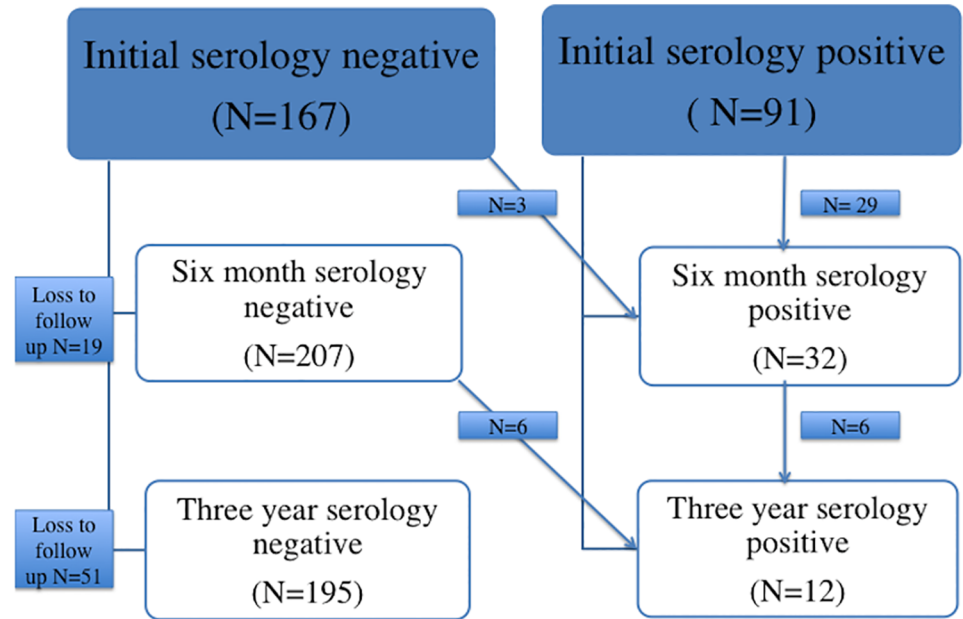 Initial serology negative
(N=167)
Initial serology positive
( N=91)
N=3
N= 29
Loss to
follow
up N=19
Six month serology
negative
(N=207)
Six month serology
positive
(N=32)
N=6
N=6
Loss to
follow
up N=51
Three year serology
negative
(N=195)
Three year serology
positive
(N=12)